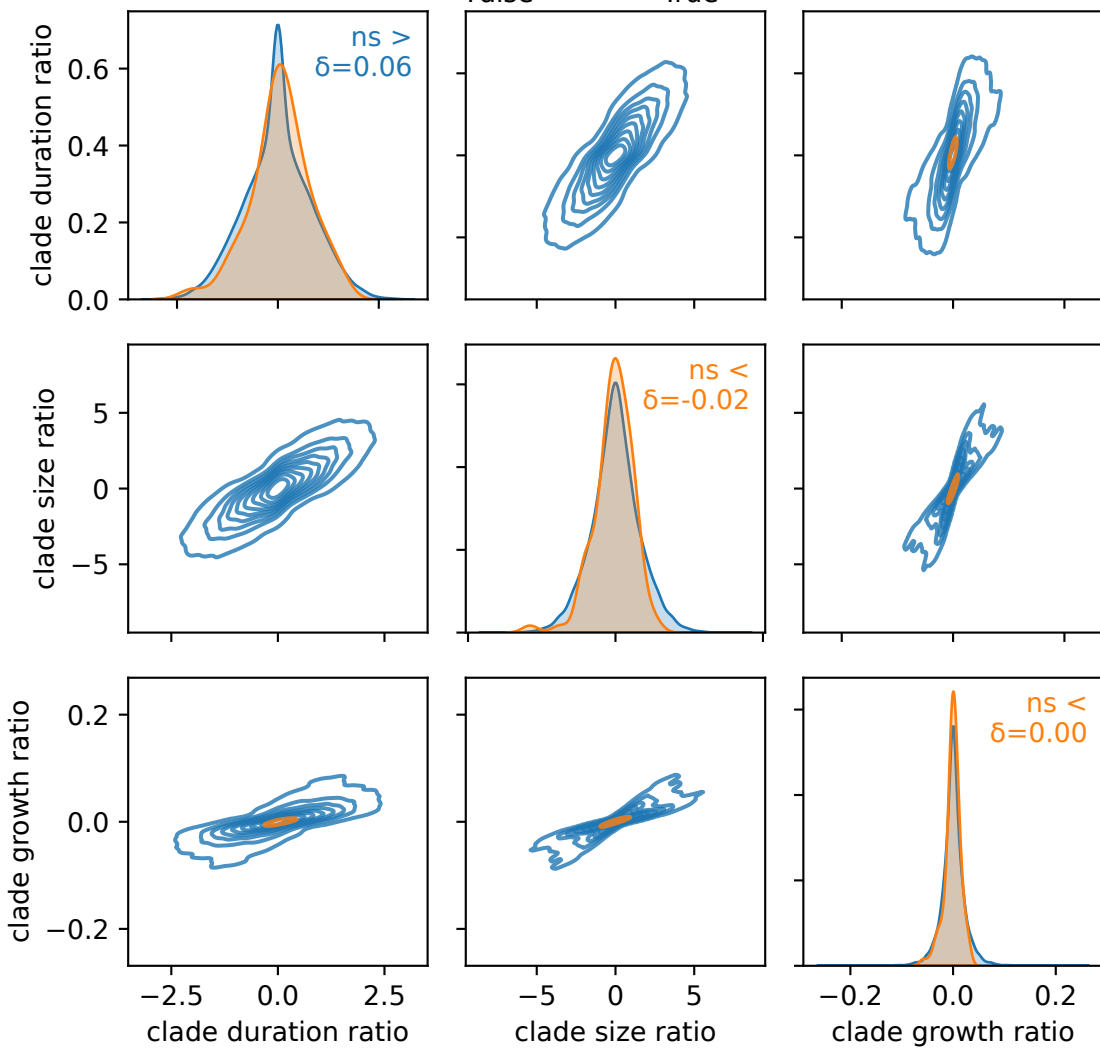 clade duration ratio
0.6
0.4
0.2
0.0
ns >
δ=0.06
clade size ratio
5
0
−5
ns <
δ=-0.02
clade growth ratio
0.2
0.0
−0.2
ns <
δ=0.00
−2.5 0.0 2.5
−5 0 5
−0.2 0.0 0.2
clade duration ratio
clade size ratio
clade growth ratio